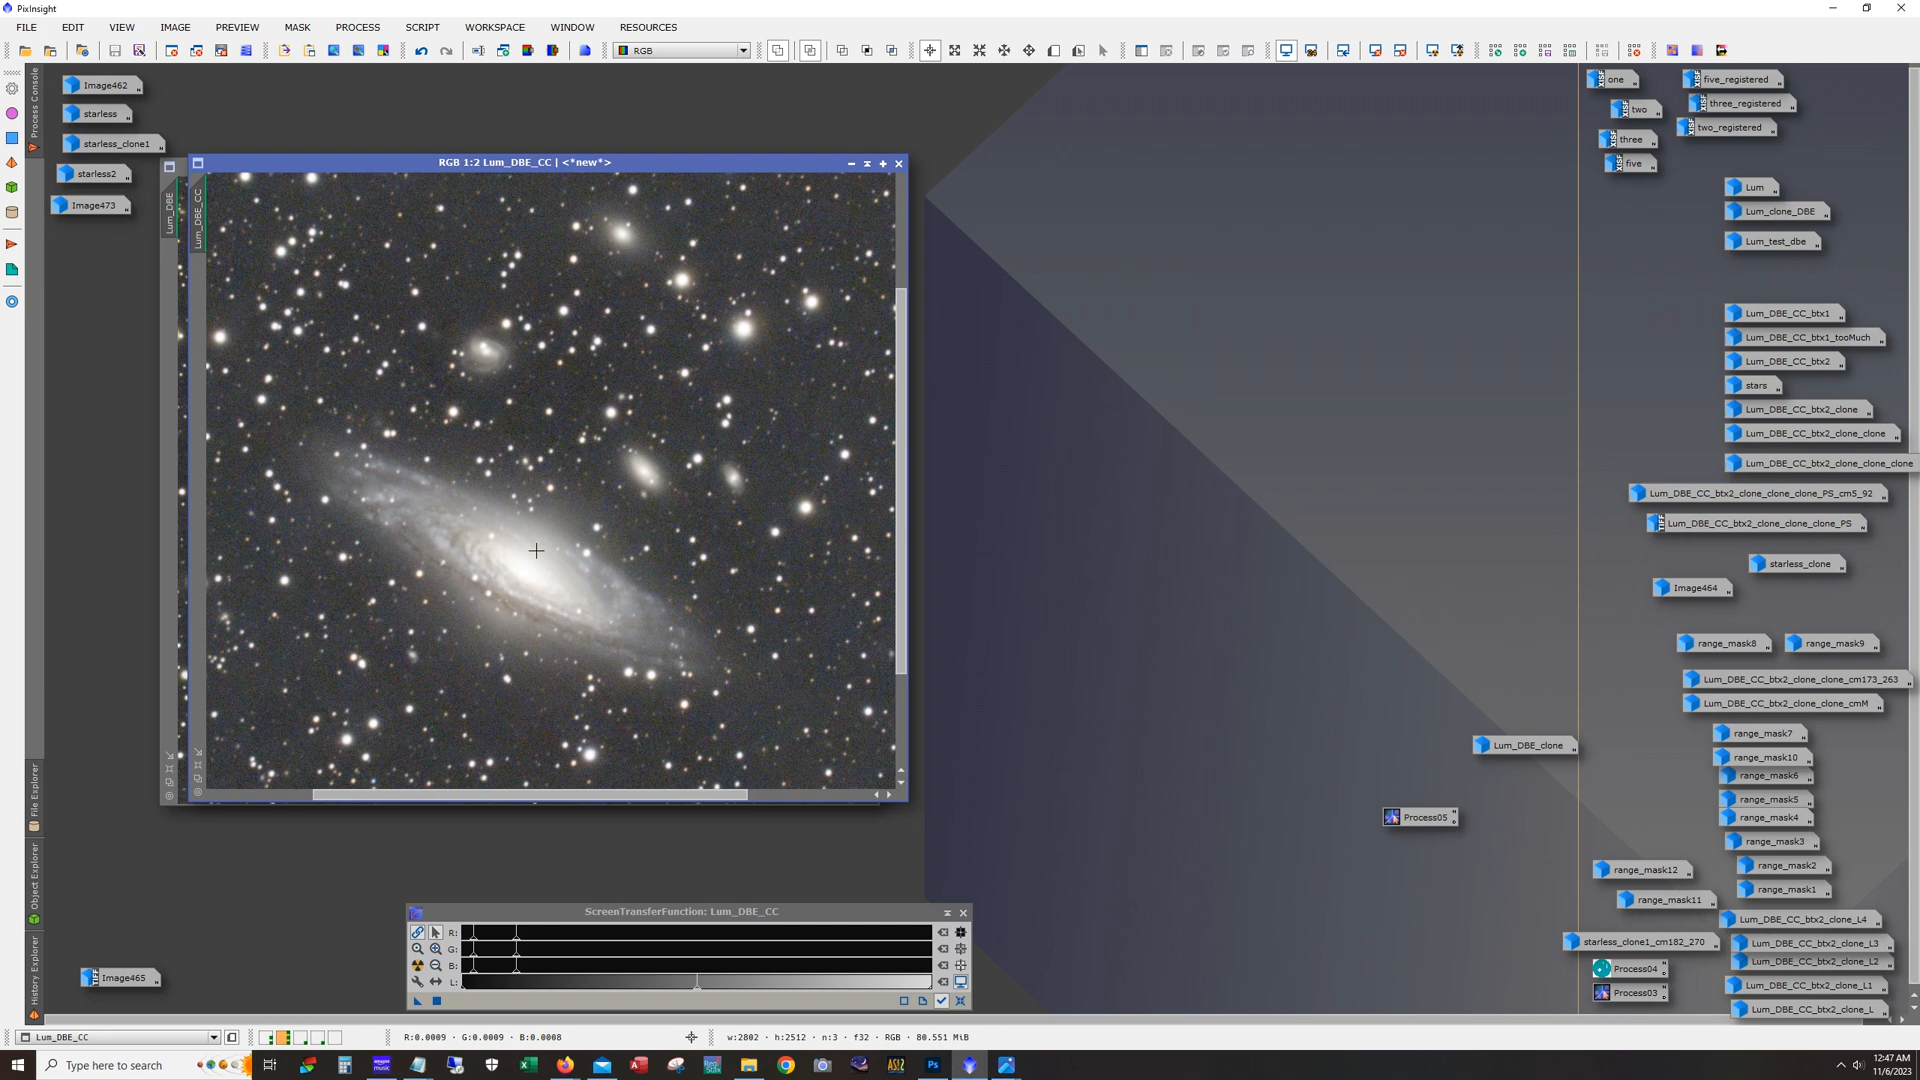 PixInsight
FILE EDIT VIEW IMAGE PREVIEW MASK PROCESS SCRIPT WORKSPACE WINDOW RESOURCES
RGB
Process Console
File Explorer
Object Explorer
History Explorer
Image462
starless
starless_clone1
starless2
Image473
Lum_DBE
Lum_DBE_CC
RGB 1:2 Lum_DBE_CC | <*new*>
one
two
three
five
five_registered
three_registered
two_registered
Lum
Lum_clone_DBE
Lum_test_dbe
Lum_DBE_CC_btx1
Lum_DBE_CC_btx1_tooMuch
Lum_DBE_CC_btx2
stars
Lum_DBE_CC_btx2_clone
Lum_DBE_CC_btx2_clone_clone
Lum_DBE_CC_btx2_clone_clone_clone
Lum_DBE_CC_btx2_clone_clone_clone_PS_cm5_92
Lum_DBE_CC_btx2_clone_clone_clone_PS
starless_clone
Image464
range_mask8 range_mask9
Lum_DBE_CC_btx2_clone_clone_cm173_263
Lum_DBE_CC_btx2_clone_clone_cmM
range_mask7
Lum_DBE_clone
range_mask10
range_mask6
range_mask5
Process05
range_mask4
range_mask3
range_mask12
range_mask2
range_mask1
range_mask11
Lum_DBE_CC_btx2_clone_L4
starless_clone1_cm182_270
Lum_DBE_CC_btx2_clone_L3
Lum_DBE_CC_btx2_clone_L2
Process04
Lum_DBE_CC_btx2_clone_L1
Process03
Lum_DBE_CC_btx2_clone_L
ScreenTransferFunction: Lum_DBE_CC
R:
G:
B:
L:
Image465
Lum_DBE_CC
R:0.0009 · G:0.0009 · B:0.0008
w:2802 · h:2512 · n:3 · f32 · RGB · 80.551 MiB
Type here to search
12:47 AM
11/6/2023